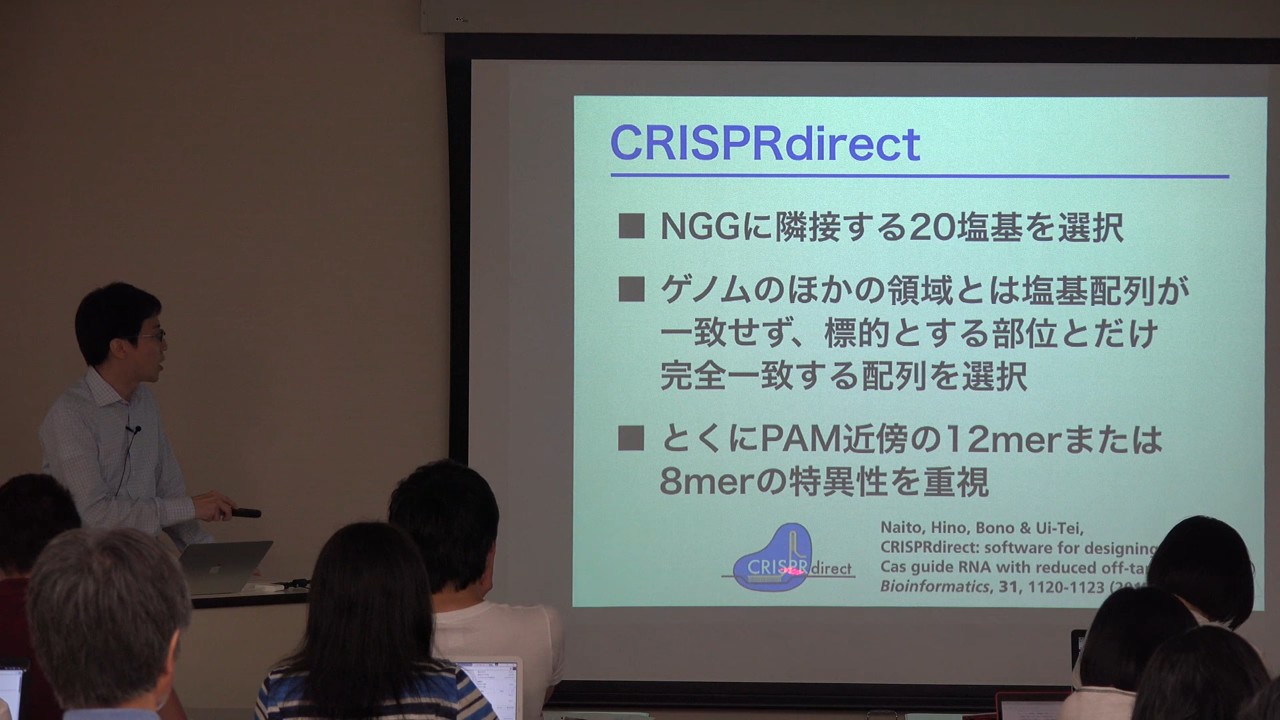 CRISPRdirect
■ NGGに隣接する20塩基を選択
■ ゲノムのほかの領域とは塩基配列が
一致せず、標的とする部位とだけ
完全一致する配列を選択
■ とくにPAM近傍の12merまたは
8merの特異性を重視
Naito, Hino, Bono & Ui-Tei,
CRISPRdirect: software for designing
Cas guide RNA with reduced
Bioinformatics, 31, 1120-1123
CRISPRdirect